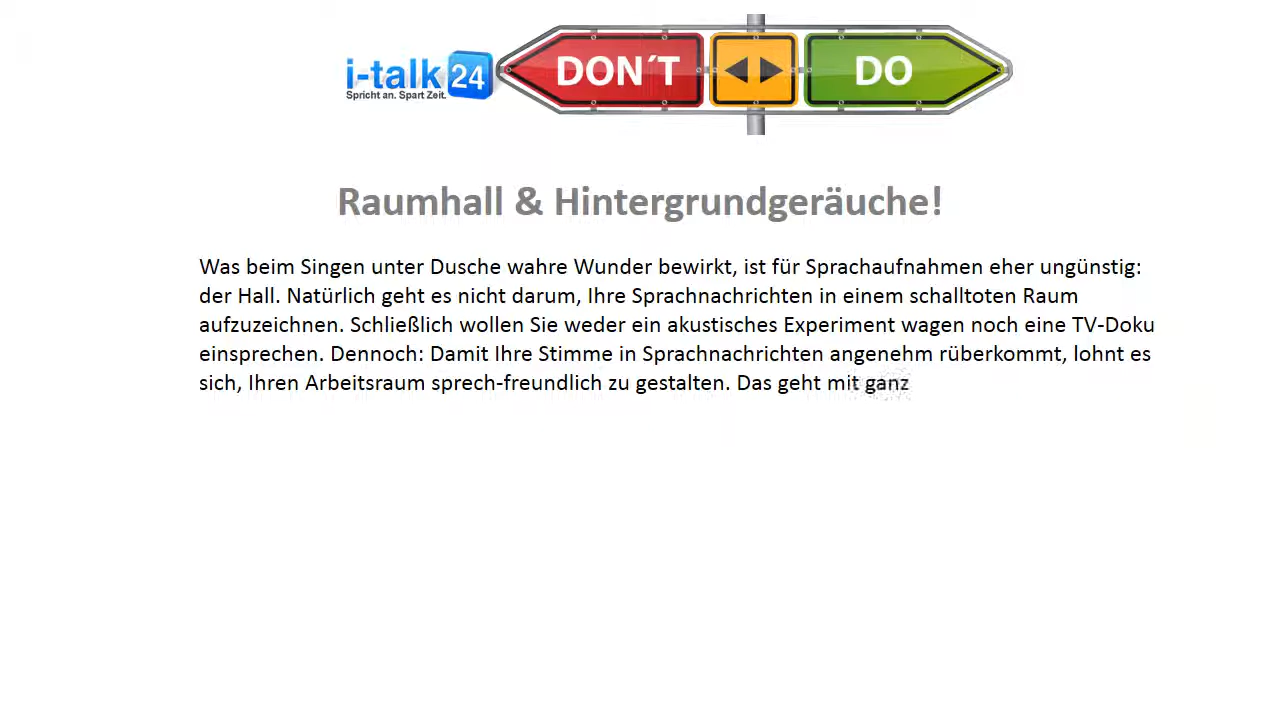 i-talk 24
Spricht an. Spart Zeit.
DON´T
DO
Raumhall & Hintergrundgeräuche!
Was beim Singen unter Dusche wahre Wunder bewirkt, ist für Sprachaufnahmen eher ungünstig:
der Hall. Natürlich geht es nicht darum, Ihre Sprachnachrichten in einem schalltoten Raum
aufzuzeichnen. Schließlich wollen Sie weder ein akustisches Experiment wagen noch eine TV-Doku
einsprechen. Dennoch: Damit Ihre Stimme in Sprachnachrichten angenehm rüberkommt, lohnt es
sich, Ihren Arbeitsraum sprech-freundlich zu gestalten. Das geht mit ganz